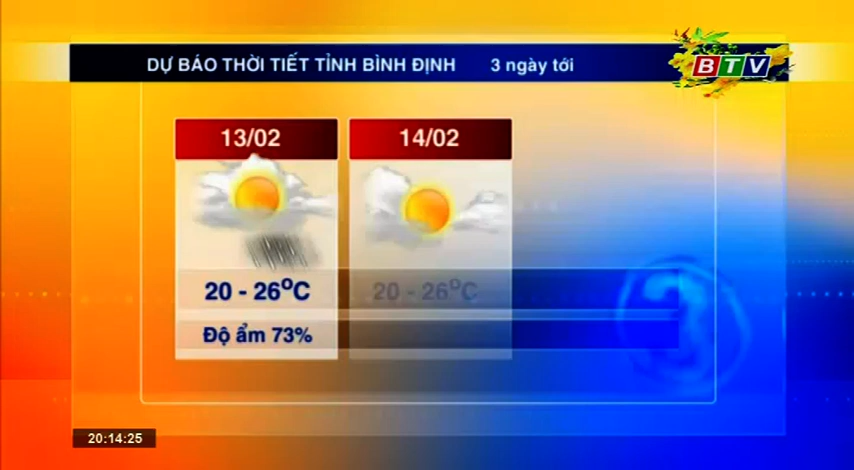 DỰ BÁO THỜI TIẾT TỈNH BÌNH ĐỊNH 3 ngày tới
BTV
13/02
14/02
20 - 26°C
20 - 26°C
Độ ẩm 73%
20:14:25